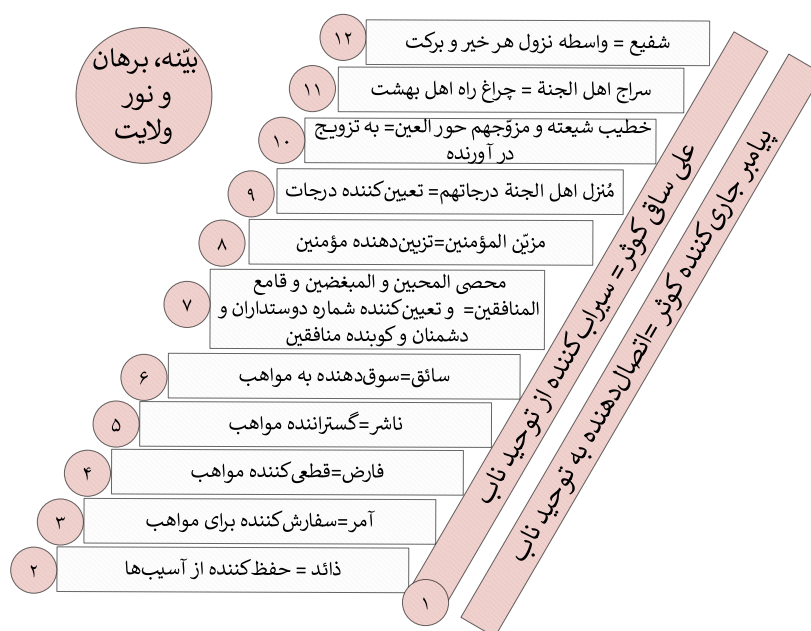 بیّنه، برهان
و نور
ولایت
۱۲
شفیع = واسطه نزول هر خیر و برکت
۱۱
سراج اهل الجنة = چراغ راه اهل بهشت
۱۰
خطیب شیعته و مزوّجهم حور العین= به تزویج
در آورنده
۹
مُنزل اهل الجنة درجاتهم= تعیین‌کننده درجات
۸
مزیّن المؤمنین=تزیین‌دهنده مؤمنین
۷
محصی المحبین و المبغضین و قامع
المنافقین= و تعیین‌کننده شماره دوستداران و
دشمنان و کوبنده منافقین
۶
سائق=سوق‌دهنده به مواهب
۵
ناشر=گستراننده مواهب
۴
فارض=قطعی‌کننده مواهب
۳
آمر=سفارش‌کننده برای مواهب
۲
ذائد = حفظ‌کننده از آسیب‌ها
۱
علی ساقی کوثر= سیراب‌کننده از توحید ناب
پیامبر جاری‌کننده کوثر =اتصال‌دهنده به توحید ناب